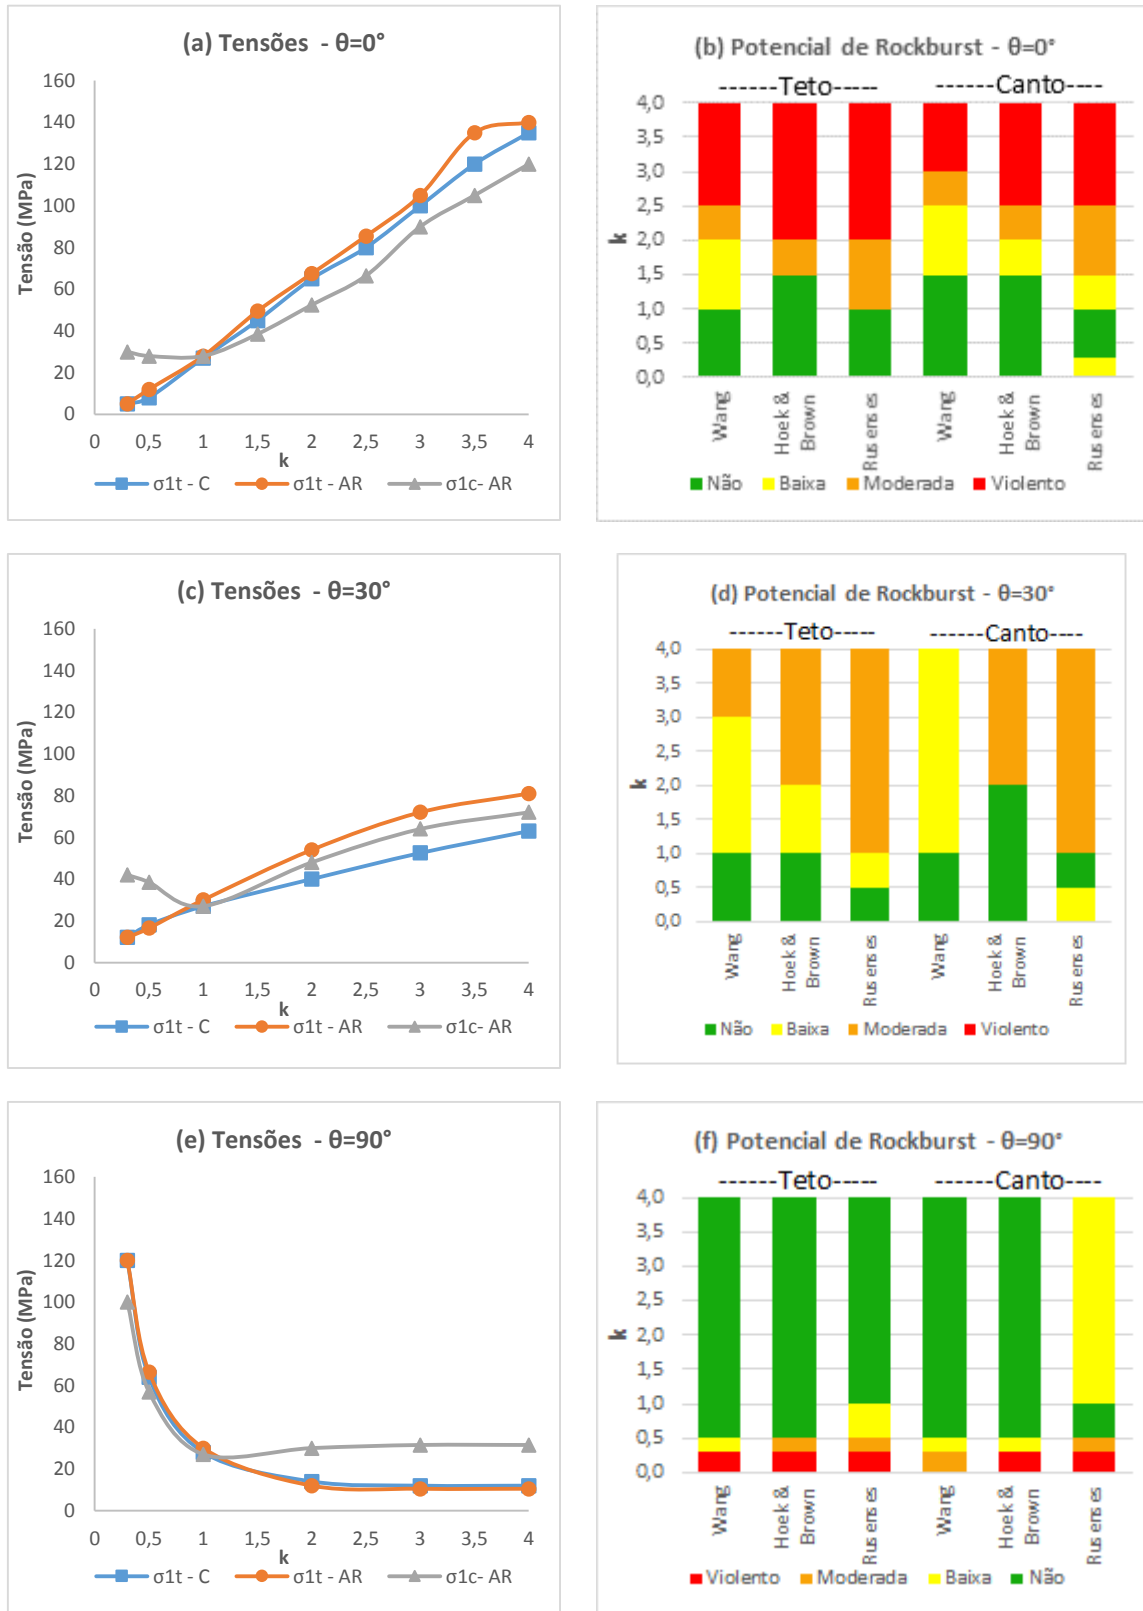 (a) Tensões - θ=0°
Tensão (MPa)
160
140
120
100
80
60
40
20
0
0 0,5 1 1,5 2 2,5 3 3,5 4
k
σ1t - C σ1t - AR σ1c- AR
(b) Potencial de Rockburst - θ=0°
------Teto----- ------Canto----
k
4,0
3,5
3,0
2,5
2,0
1,5
1,0
0,5
0,0
Wang
Hoek &
Brown
Rusenses
Wang
Hoek &
Brown
Rusenses
Não Baixa Moderada Violento
(c) Tensões - θ=30°
Tensão (MPa)
160
140
120
100
80
60
40
20
0
0 0,5 1 1,5 2 2,5 3 3,5 4
k
σ1t - C σ1t - AR σ1c- AR
(d) Potencial de Rockburst - θ=30°
------Teto----- ------Canto----
k
4,0
3,5
3,0
2,5
2,0
1,5
1,0
0,5
0,0
Wang
Hoek &
Brown
Rusenses
Wang
Hoek &
Brown
Rusenses
Não Baixa Moderada Violento
(e) Tensões - θ=90°
Tensão (MPa)
160
140
120
100
80
60
40
20
0
0 0,5 1 1,5 2 2,5 3 3,5 4
k
σ1t - C σ1t - AR σ1c- AR
(f) Potencial de Rockburst - θ=90°
------Teto----- ------Canto----
k
4,0
3,5
3,0
2,5
2,0
1,5
1,0
0,5
0,0
Wang
Hoek &
Brown
Rusenses
Wang
Hoek &
Brown
Rusenses
Violento Moderada Baixa Não